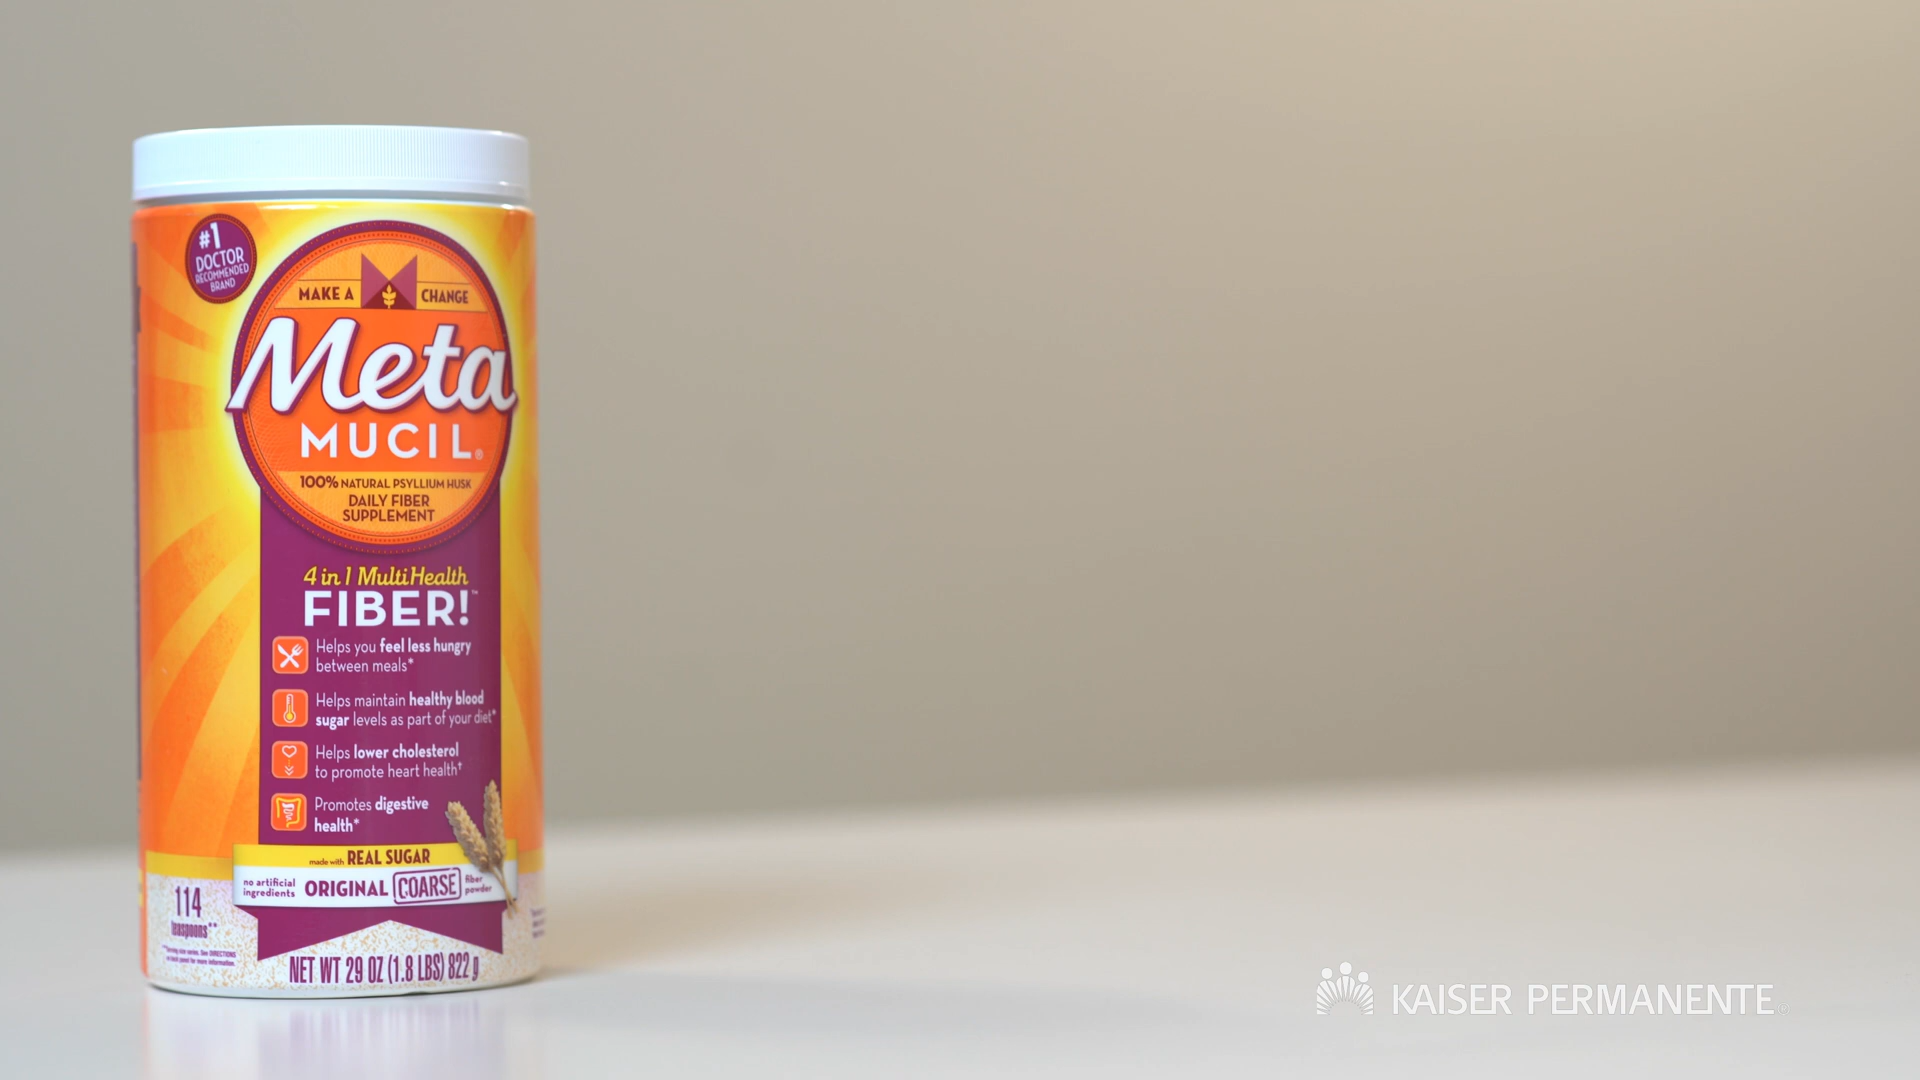 #1
DOCTOR
RECOMMENDED
BRAND
MAKE A CHANGE
Meta
MUCIL®
100% NATURAL PSYLLIUM HUSK
DAILY FIBER
SUPPLEMENT
4 in 1 MultiHealth
FIBER!™
Helps you feel less hungry
between meals*
Helps maintain healthy blood
sugar levels as part of your diet*
Helps lower cholesterol
to promote heart health†
Promotes digestive
health*
made with REAL SUGAR
no artificial
ingredients
ORIGINAL COARSE
fiber
powder
114
teaspoons**
NET WT 29 OZ (1.8 LBS) 822 g
KAISER PERMANENTE®